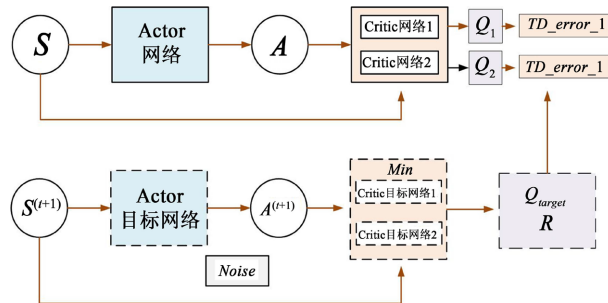 S
Actor
网络
A
Critic网络1
Critic网络2
Q1
Q2
TD_error_1
TD_error_1
S(t+1)
Actor
目标网络
A(t+1)
Noise
Min
Critic目标网络1
Critic目标网络2
Qtarget
R